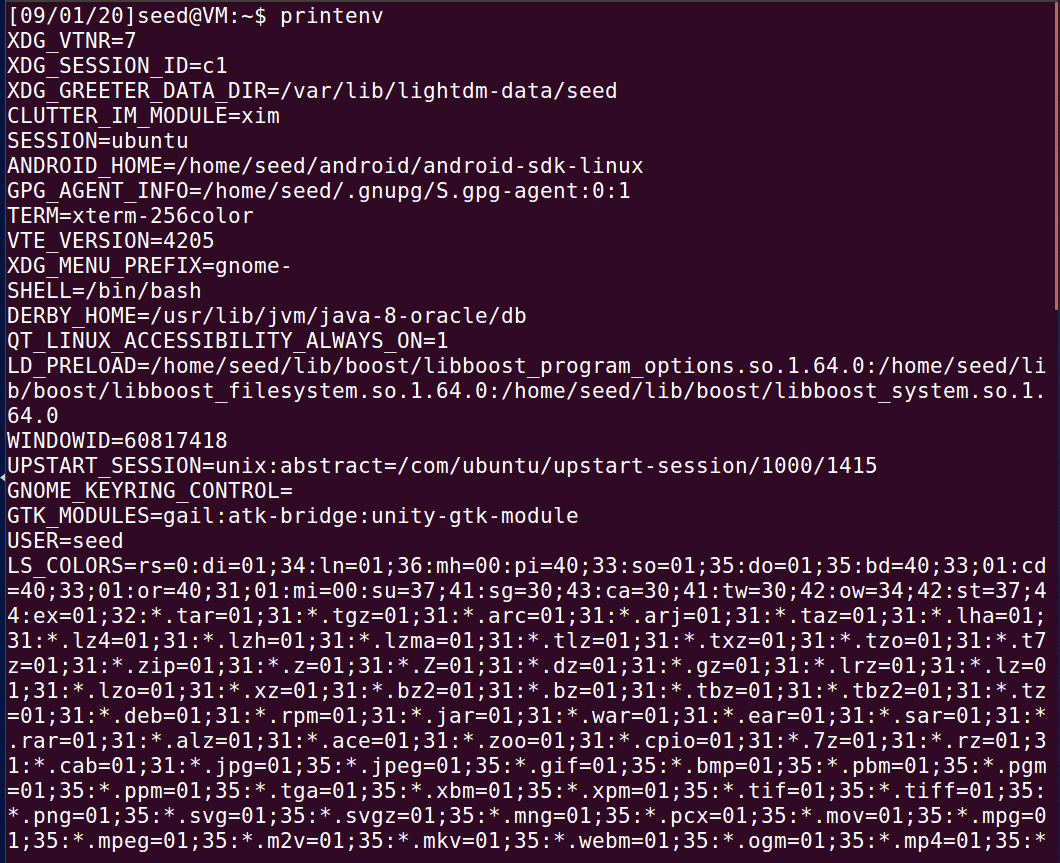 [09/01/20]seed@VM:~$ printenv
XDG_VTNR=7
XDG_SESSION_ID=c1
XDG_GREETER_DATA_DIR=/var/lib/lightdm-data/seed
CLUTTER_IM_MODULE=xim
SESSION=ubuntu
ANDROID_HOME=/home/seed/android/android-sdk-linux
GPG_AGENT_INFO=/home/seed/.gnupg/S.gpg-agent:0:1
TERM=xterm-256color
VTE_VERSION=4205
XDG_MENU_PREFIX=gnome-
SHELL=/bin/bash
DERBY_HOME=/usr/lib/jvm/java-8-oracle/db
QT_LINUX_ACCESSIBILITY_ALWAYS_ON=1
LD_PRELOAD=/home/seed/lib/boost/libboost_program_options.so.1.64.0:/home/seed/li
b/boost/libboost_filesystem.so.1.64.0:/home/seed/lib/boost/libboost_system.so.1.
64.0
WINDOWID=60817418
UPSTART_SESSION=unix:abstract=/com/ubuntu/upstart-session/1000/1415
GNOME_KEYRING_CONTROL=
GTK_MODULES=gail:atk-bridge:unity-gtk-module
USER=seed
LS_COLORS=rs=0:di=01;34:ln=01;36:mh=00:pi=40;33:so=01;35:do=01;35:bd=40;33;01:cd
=40;33;01:or=40;31;01:mi=00:su=37;41:sg=30;43:ca=30;41:tw=30;42:ow=34;42:st=37;4
4:ex=01;32:*.tar=01;31:*.tgz=01;31:*.arc=01;31:*.arj=01;31:*.taz=01;31:*.lha=01;
31:*.lz4=01;31:*.lzh=01;31:*.lzma=01;31:*.tlz=01;31:*.txz=01;31:*.tzo=01;31:*.t7
z=01;31:*.zip=01;31:*.z=01;31:*.Z=01;31:*.dz=01;31:*.gz=01;31:*.lrz=01;31:*.lz=0
1;31:*.lzo=01;31:*.xz=01;31:*.bz2=01;31:*.bz=01;31:*.tbz=01;31:*.tbz2=01;31:*.tz
=01;31:*.deb=01;31:*.rpm=01;31:*.jar=01;31:*.war=01;31:*.ear=01;31:*.sar=01;31:*
.rar=01;31:*.alz=01;31:*.ace=01;31:*.zoo=01;31:*.cpio=01;31:*.7z=01;31:*.rz=01;3
1:*.cab=01;31:*.jpg=01;35:*.jpeg=01;35:*.gif=01;35:*.bmp=01;35:*.pbm=01;35:*.pgm
=01;35:*.ppm=01;35:*.tga=01;35:*.xbm=01;35:*.xpm=01;35:*.tif=01;35:*.tiff=01;35:
*.png=01;35:*.svg=01;35:*.svgz=01;35:*.mng=01;35:*.pcx=01;35:*.mov=01;35:*.mpg=0
1;35:*.mpeg=01;35:*.m2v=01;35:*.mkv=01;35:*.webm=01;35:*.ogm=01;35:*.mp4=01;35:*